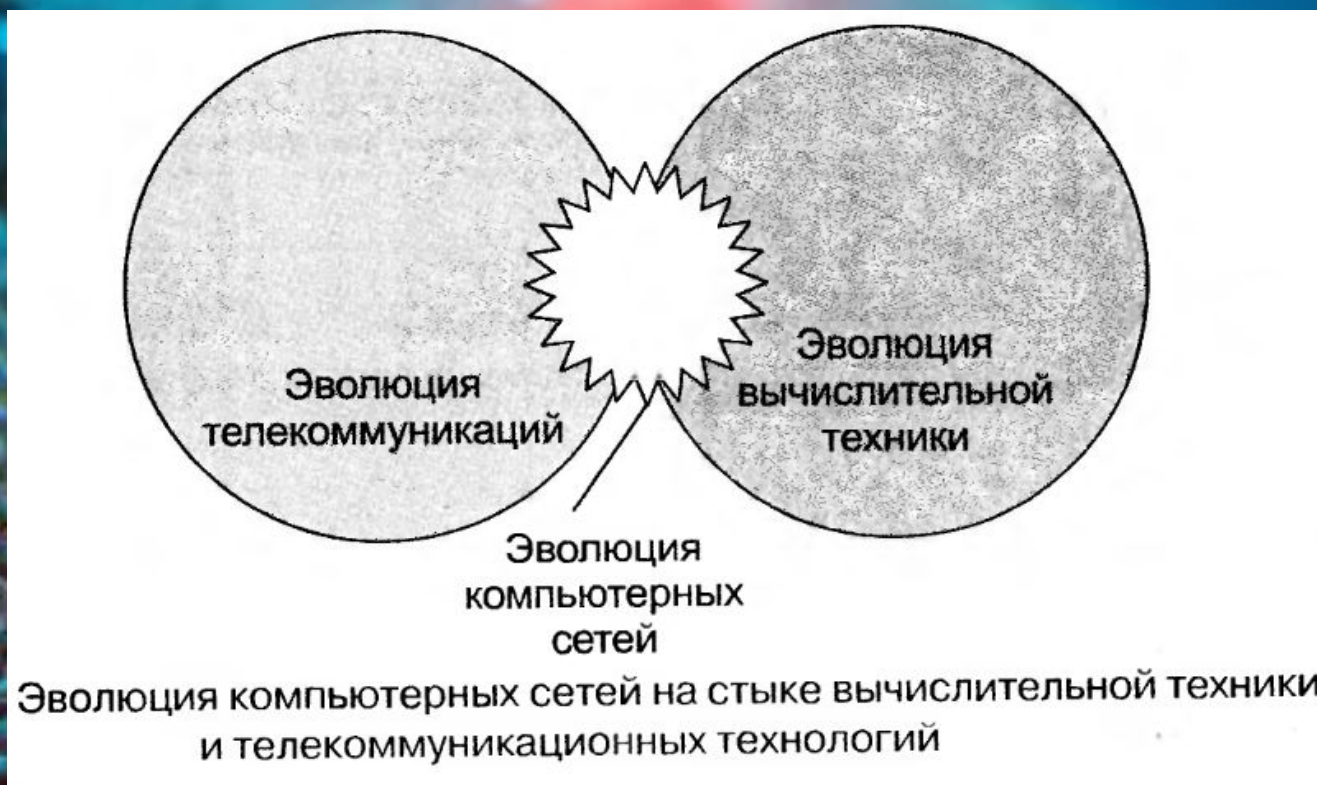 Эволюция
телекоммуникаций
Эволюция
вычислительной
техники
Эволюция
компьютерных
сетей
Эволюция компьютерных сетей на стыке вычислительной техники
и телекоммуникационных технологий